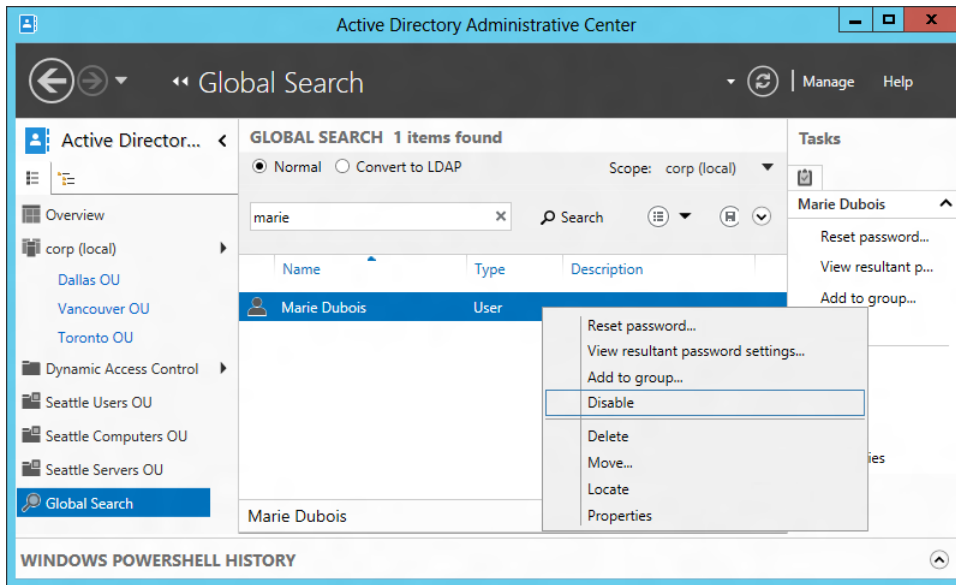 Active Directory Administrative Center
Global Search
Manage Help
Active Director...
Overview
corp (local)
Dallas OU
Vancouver OU
Toronto OU
Dynamic Access Control
Seattle Users OU
Seattle Computers OU
Seattle Servers OU
Global Search
GLOBAL SEARCH 1 items found
Normal Convert to LDAP Scope: corp (local)
marie Search
Name Type Description
Marie Dubois User
Reset password...
View resultant password settings...
Add to group...
Disable
Delete
Move...
Locate
Properties
Marie Dubois
Tasks
Marie Dubois
Reset password...
View resultant p...
Add to group...
ies
WINDOWS POWERSHELL HISTORY